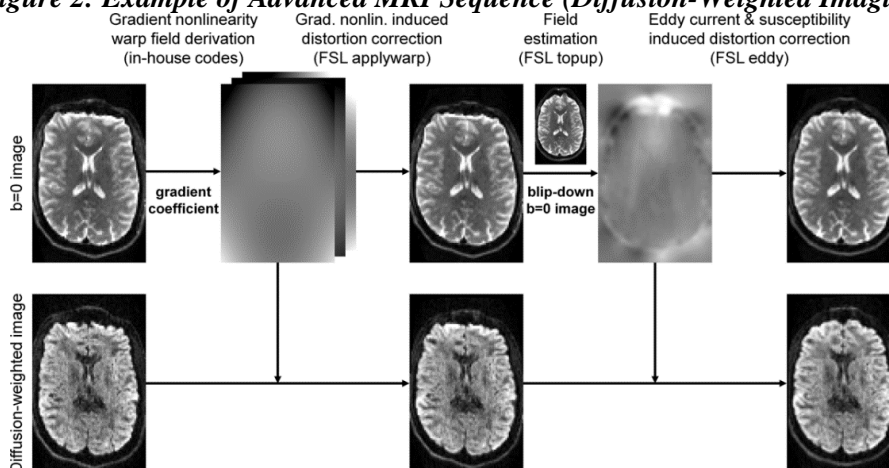 igure 2: Example of Advanced MRI Sequence (Diffusion-Weighted Imagi
Gradient nonlinearity
warp field derivation
(in-house codes)
Grad. nonlin. induced
distortion correction
(FSL applywarp)
Field
estimation
(FSL topup)
Eddy current & susceptibility
induced distortion correction
(FSL eddy)
b=0 image
gradient
coefficient
blip-down
b=0 image
Diffusion-weighted image